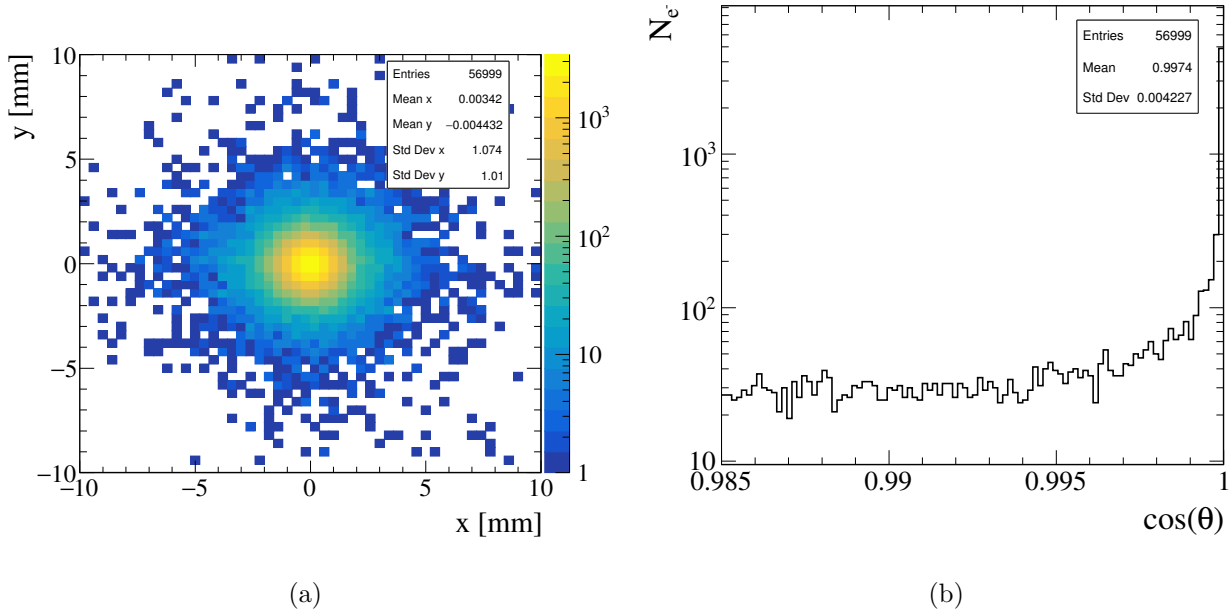 y [mm]
10
5
0
−5
−10
−10
−5
0
5
10
x [mm]
Entries 56999
Mean x 0.00342
Mean y −0.004432
Std Dev x 1.074
Std Dev y 1.01
10³
10²
10
1
(a)
N e⁻
10³
10²
10
0.985
0.99
0.995
1
cos(θ)
Entries 56999
Mean 0.9974
Std Dev 0.004227
(b)